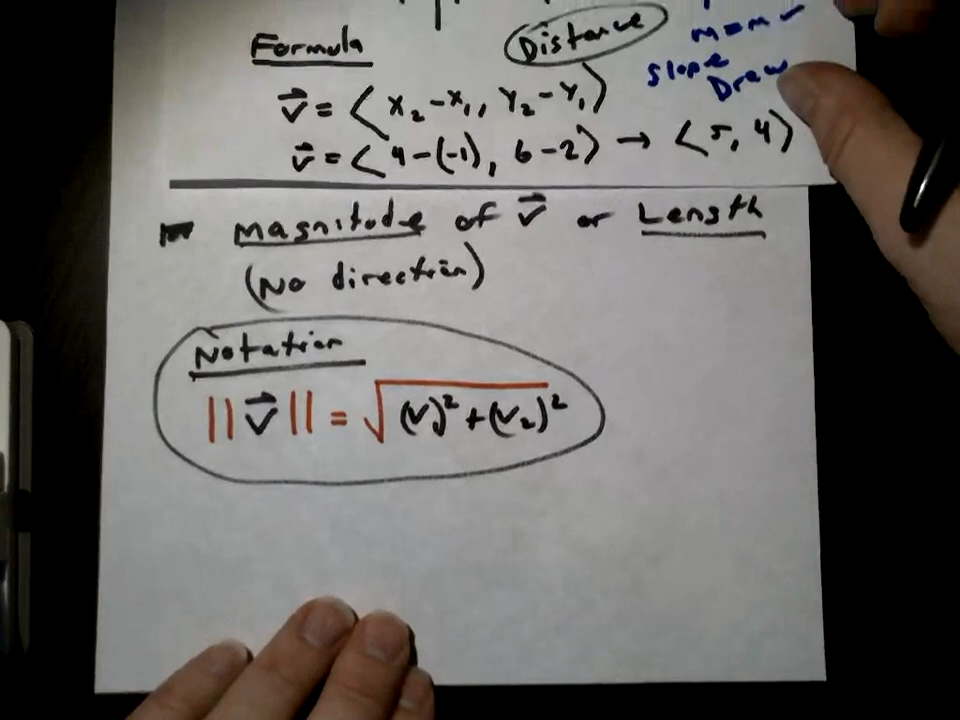 Formula
Distance
m = m ✓
slope
Draw
v⃗ = ⟨ x₂ - x₁, y₂ - y₁ ⟩
v⃗ = ⟨ 4 - (-1), 6 - 2 ⟩ → ⟨ 5, 4 ⟩
magnitude of v⃗ or Length
(No direction)
Notation
|| v⃗ || = √((v₁)² + (v₂)²)